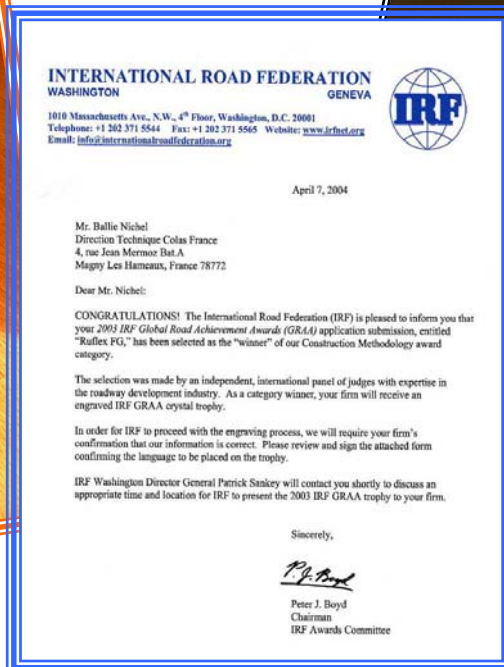 INTERNATIONAL ROAD FEDERATION
WASHINGTON GENEVA
IRF
1010 Massachusetts Ave., N.W., 4th Floor, Washington, D.C. 20001
Telephone: +1 202 371 5544 Fax: +1 202 371 5565 Website: www.irfnet.org
Email: info@internationalroadfederation.org
April 7, 2004
Mr. Ballie Nichel
Direction Technique Colas France
4, rue Jean Mermoz Bat.A
Magny Les Hameaux, France 78772
Dear Mr. Nichel:
CONGRATULATIONS! The International Road Federation (IRF) is pleased to inform you that
your 2003 IRF Global Road Achievement Awards (GRAA) application submission, entitled
"Ruflex FG," has been selected as the "winner" of our Construction Methodology award
category.
The selection was made by an independent, international panel of judges with expertise in
the roadway development industry. As a category winner, your firm will receive an
engraved IRF GRAA crystal trophy.
In order for IRF to proceed with the engraving process, we will require your firm's
confirmation that our information is correct. Please review and sign the attached form
confirming the language to be placed on the trophy.
IRF Washington Director General Patrick Sankey will contact you shortly to discuss an
appropriate time and location for IRF to present the 2003 IRF GRAA trophy to your firm.
Sincerely,
P. J. Boyd
Peter J. Boyd
Chairman
IRF Awards Committee